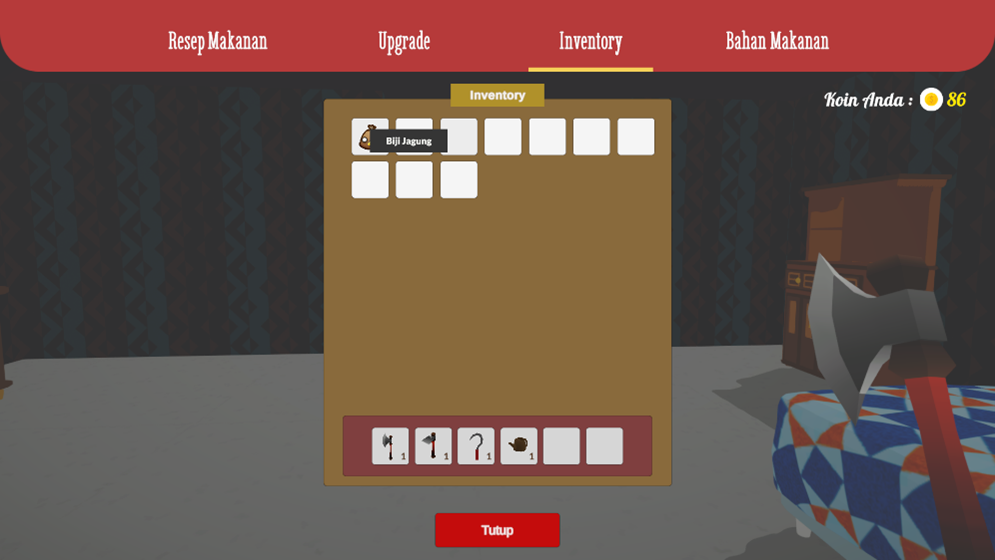 Resep Makanan
Upgrade
Inventory
Bahan Makanan
Koin Anda : 86
Inventory
Biji Jagung
1
1
1
1
Tutup